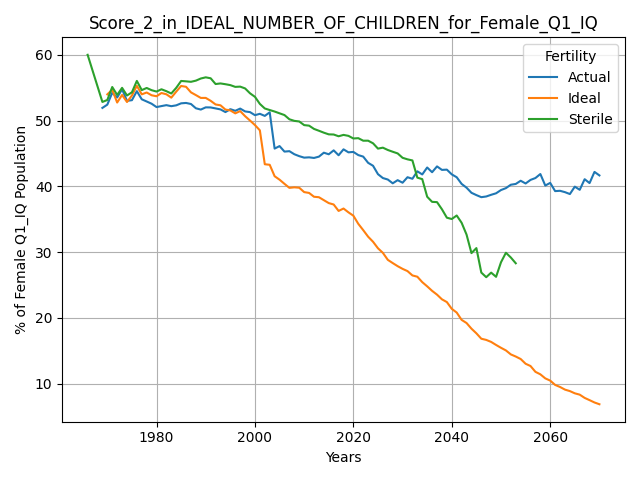 Score_2_in_IDEAL_NUMBER_OF_CHILDREN_for_Female_Q1_IQ
Fertility
Actual
Ideal
Sterile
% of Female Q1_IQ Population
60
50
40
30
20
10
1980
2000
2020
2040
2060
Years